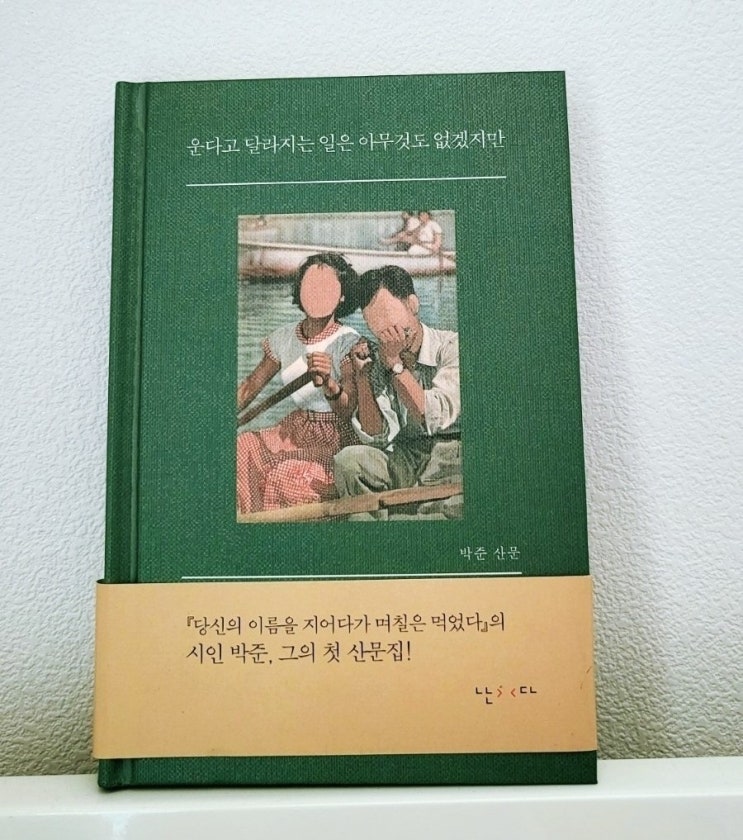 운다고 달라지는 일은 아무것도 없겠지만
박준 산문
『당신의 이름을 지어다가 며칠은 먹었다』의
시인 박준, 그의 첫 산문집!
난다